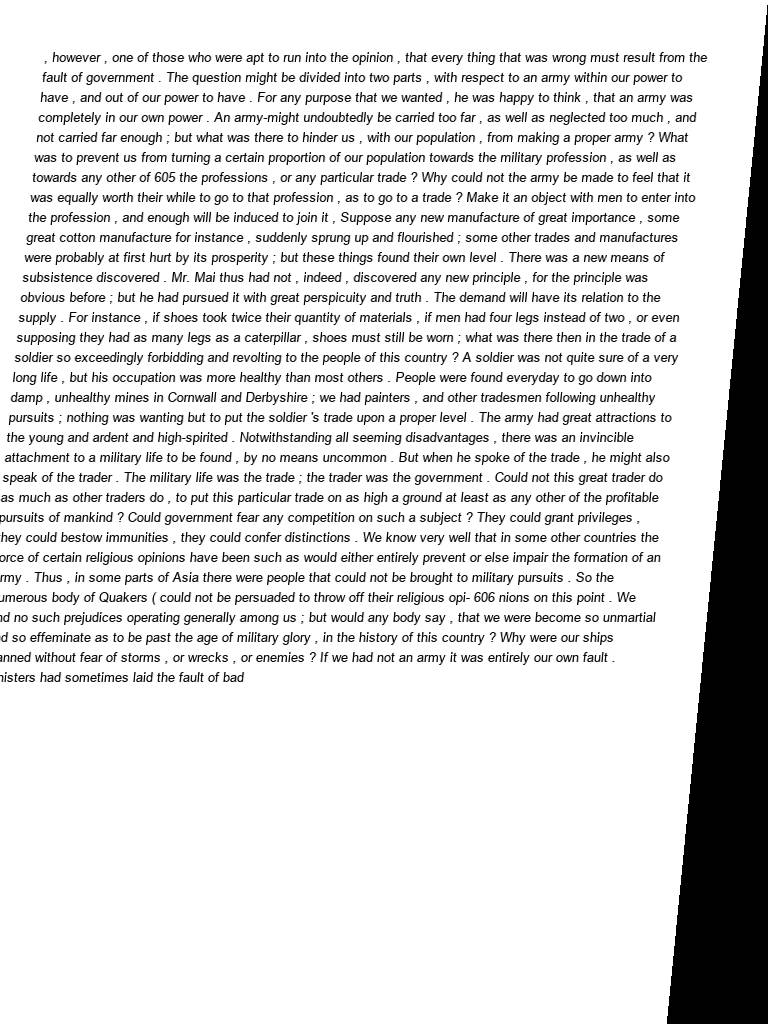 , however , one of those who were apt to run into the opinion , that every thing that was wrong must result from the
fault of government . The question might be divided into two parts , with respect to an army within our power to
have , and out of our power to have . For any purpose that we wanted , he was happy to think , that an army was
completely in our own power . An army-might undoubtedly be carried too far , as well as neglected too much , and
not carried far enough ; but what was there to hinder us , with our population , from making a proper army ? What
was to prevent us from turning a certain proportion of our population towards the military profession , as well as
towards any other of 605 the professions , or any particular trade ? Why could not the army be made to feel that it
was equally worth their while to go to that profession , as to go to a trade ? Make it an object with men to enter into
the profession , and enough will be induced to join it , Suppose any new manufacture of great importance , some
great cotton manufacture for instance , suddenly sprung up and flourished ; some other trades and manufactures
were probably at first hurt by its prosperity ; but these things found their own level . There was a new means of
subsistence discovered . Mr. Mai thus had not , indeed , discovered any new principle , for the principle was
obvious before ; but he had pursued it with great perspicuity and truth . The demand will have its relation to the
supply . For instance , if shoes took twice their quantity of materials , if men had four legs instead of two , or even
supposing they had as many legs as a caterpillar , shoes must still be worn ; what was there then in the trade of a
soldier so exceedingly forbidding and revolting to the people of this country ? A soldier was not quite sure of a very
long life , but his occupation was more healthy than most others . People were found everyday to go down into
damp , unhealthy mines in Cornwall and Derbyshire ; we had painters , and other tradesmen following unhealthy
pursuits ; nothing was wanting but to put the soldier 's trade upon a proper level . The army had great attractions to
the young and ardent and high-spirited . Notwithstanding all seeming disadvantages , there was an invincible
attachment to a military life to be found , by no means uncommon . But when he spoke of the trade , he might also
speak of the trader . The military life was the trade ; the trader was the government . Could not this great trader do
as much as other traders do , to put this particular trade on as high a ground at least as any other of the profitable
pursuits of mankind ? Could government fear any competition on such a subject ? They could grant privileges ,
they could bestow immunities , they could confer distinctions . We know very well that in some other countries the
orce of certain religious opinions have been such as would either entirely prevent or else impair the formation of an
rmy . Thus , in some parts of Asia there were people that could not be brought to military pursuits . So the
umerous body of Quakers ( could not be persuaded to throw off their religious opi- 606 nions on this point . We
nd no such prejudices operating generally among us ; but would any body say , that we were become so unmartial
d so effeminate as to be past the age of military glory , in the history of this country ? Why were our ships
anned without fear of storms , or wrecks , or enemies ? If we had not an army it was entirely our own fault .
nisters had sometimes laid the fault of bad